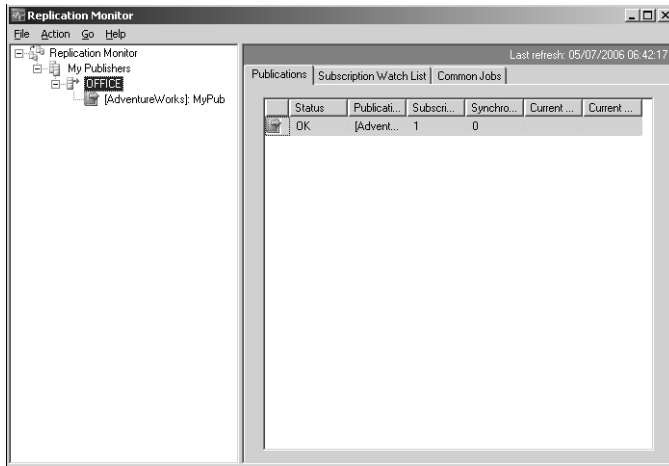 Replication Monitor
File Action Go Help
Replication Monitor
My Publishers
OFFICE
[AdventureWorks]: MyPub
Last refresh: 05/07/2006 06:42:17
Publications Subscription Watch List Common Jobs
Status Publicati... Subscri... Synchro... Current ... Current ...
OK [Advent... 1 0